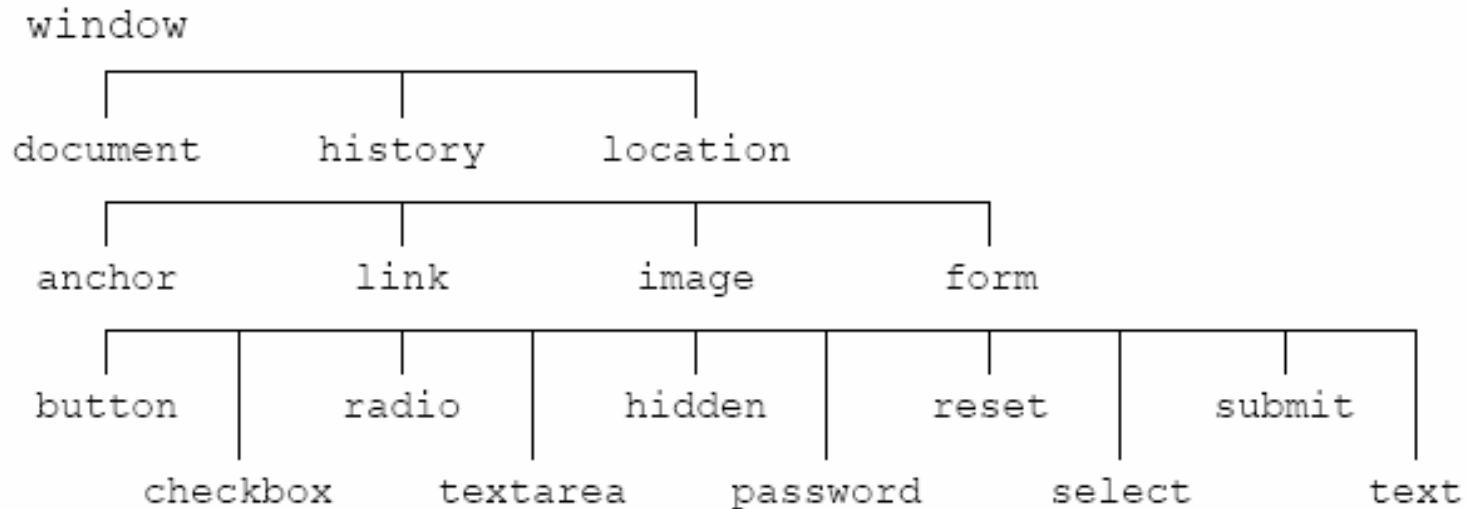 window
document history location
anchor link image form
button radio hidden reset submit
checkbox textarea password select text